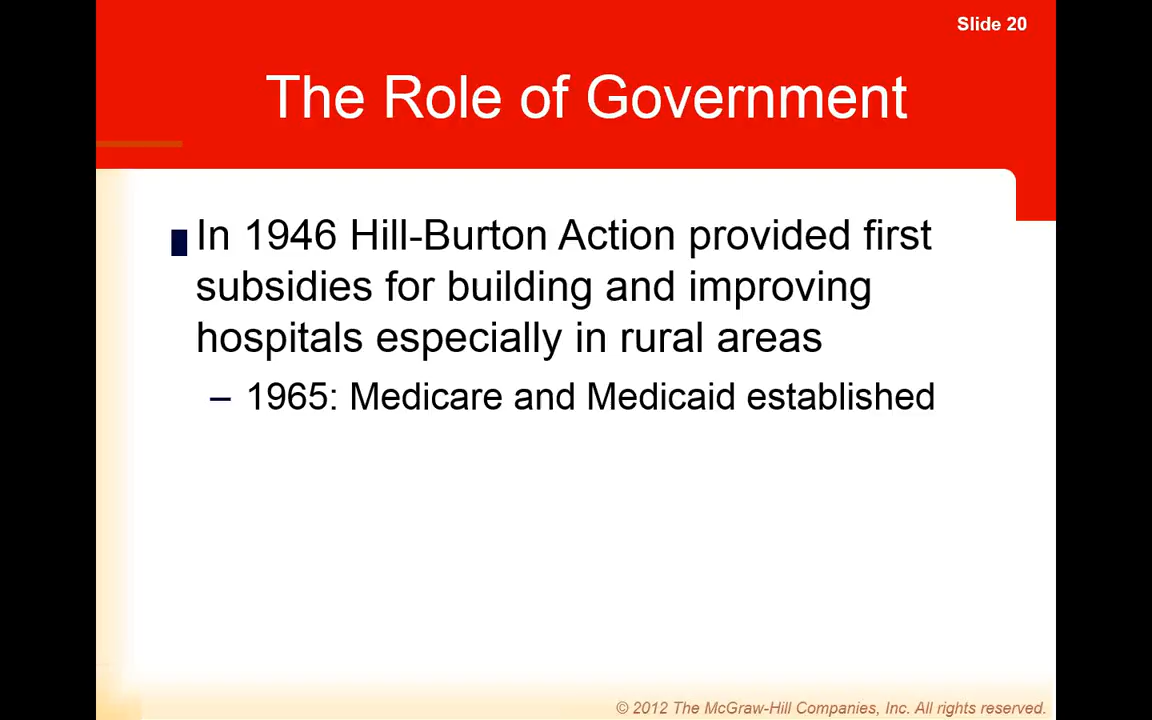 Slide 20
The Role of Government
In 1946 Hill-Burton Action provided first
subsidies for building and improving
hospitals especially in rural areas
– 1965: Medicare and Medicaid established
© 2012 The McGraw-Hill Companies, Inc. All rights reserved.